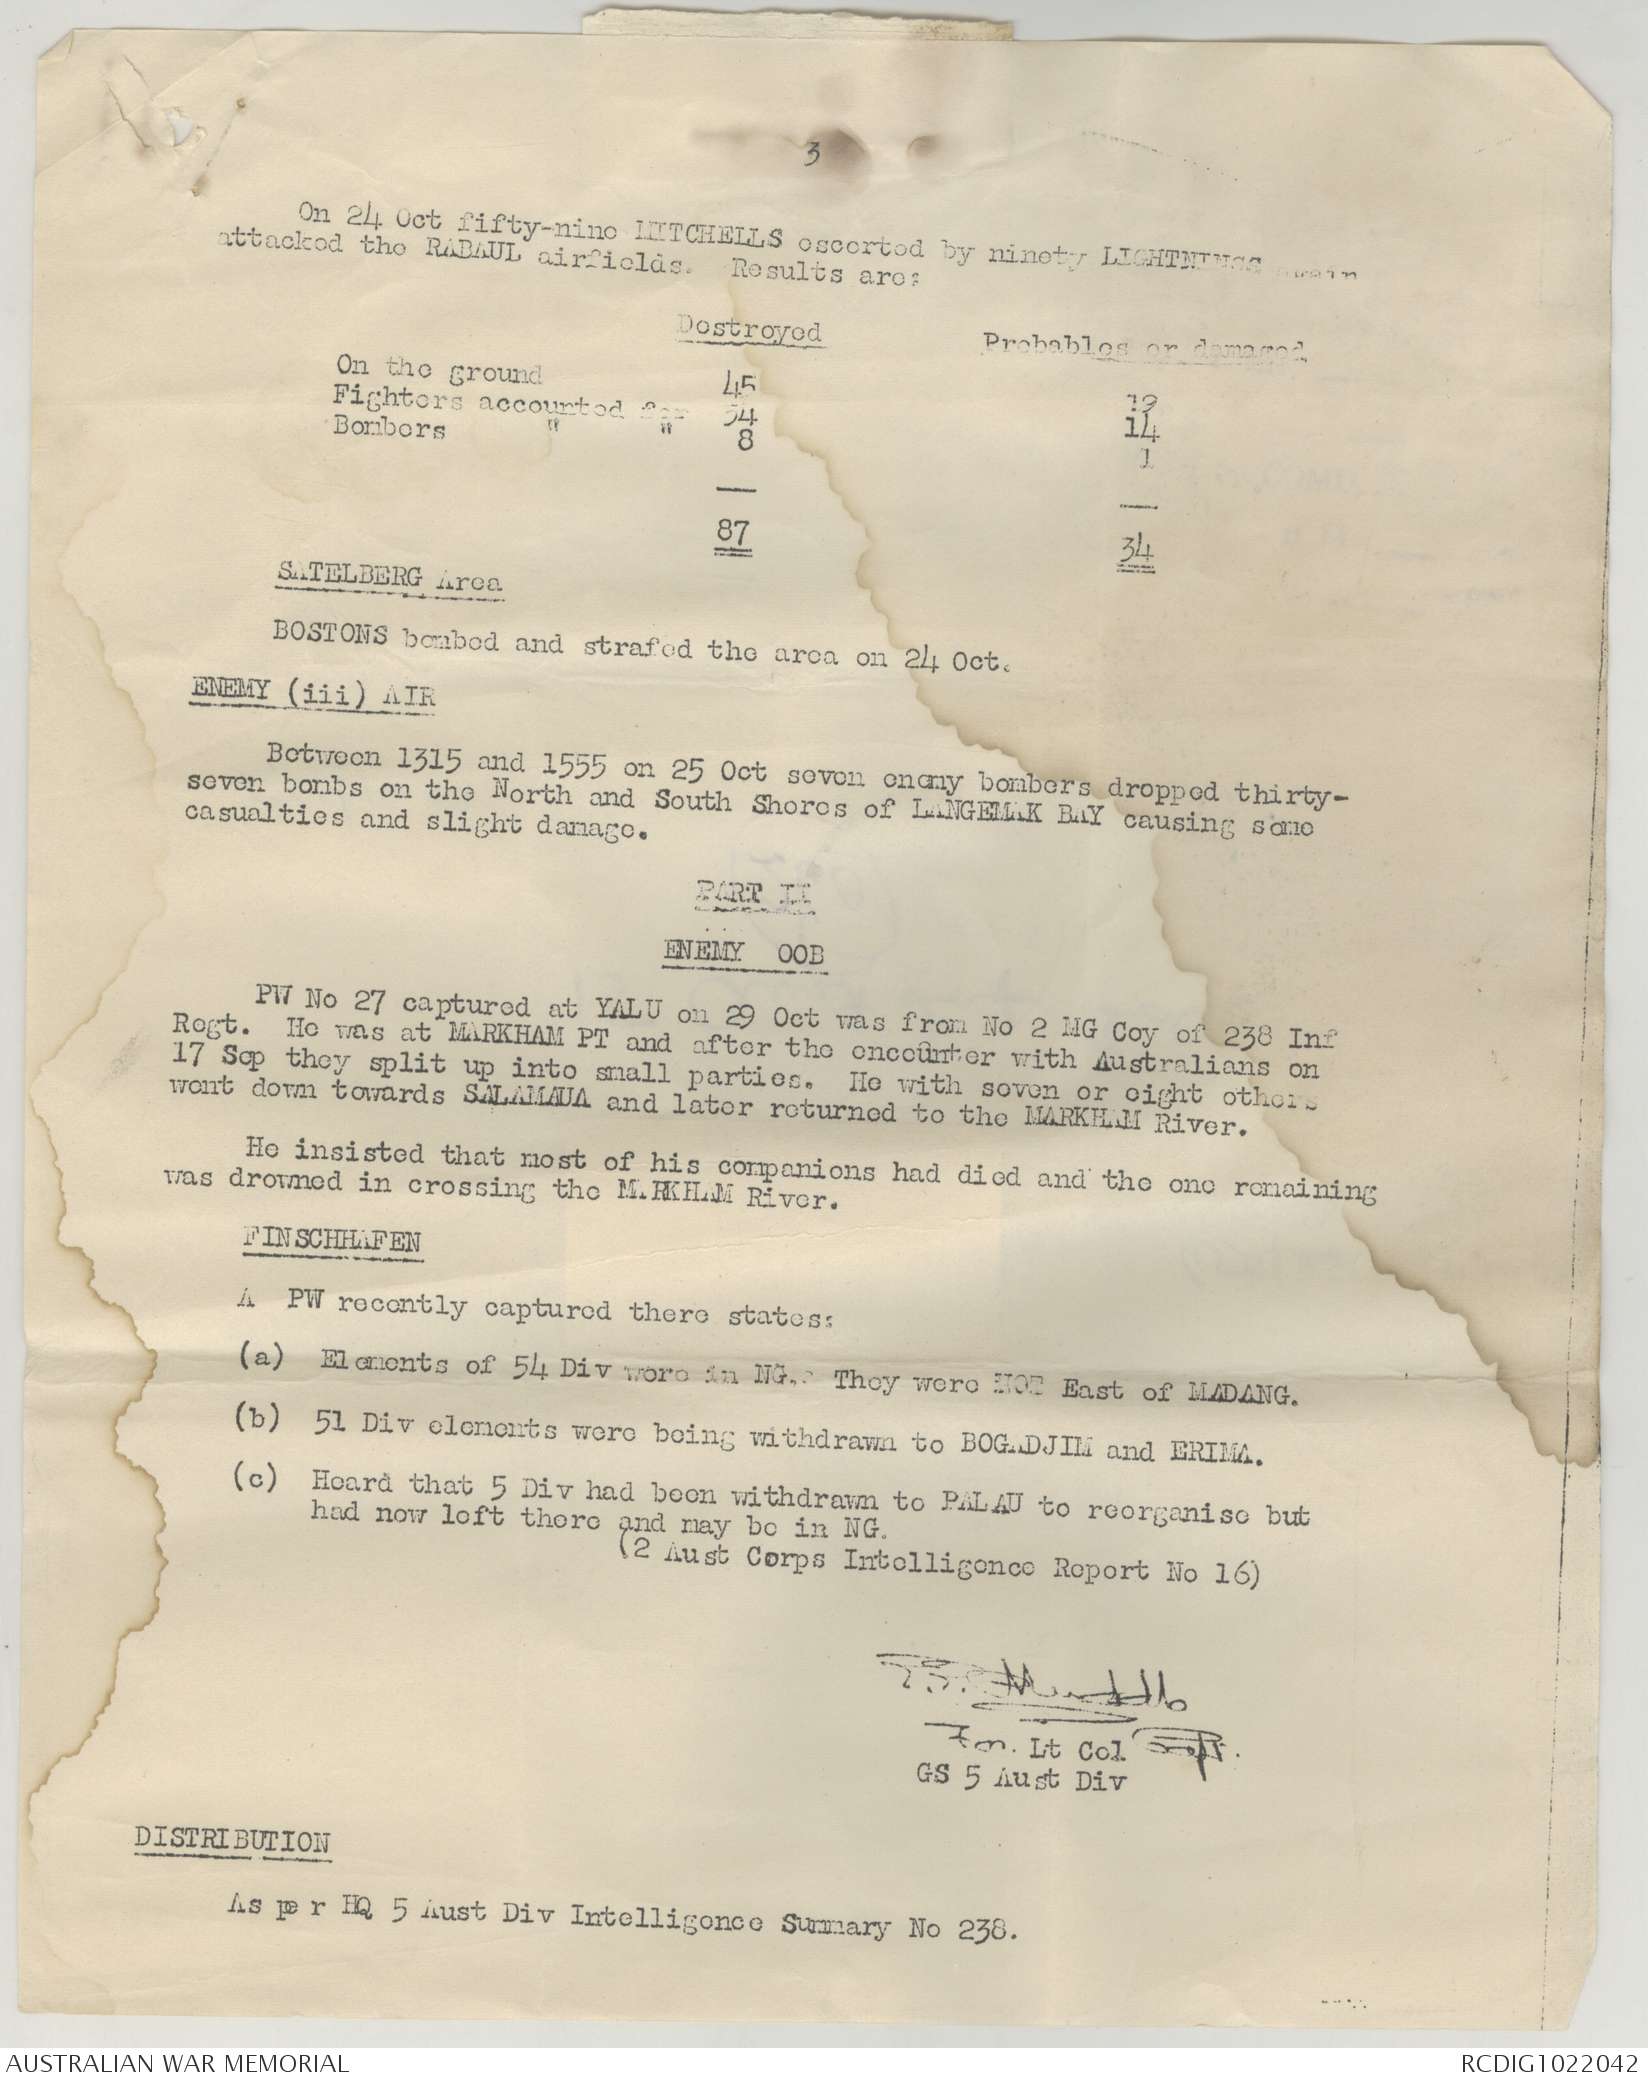 3
On 24 Oct fifty-nine MITCHELLS escorted by ninety LIGHTNINGS again
attacked the RABAUL airfields. Results are:
Destroyed Probables or damaged
On the ground 45 19
Fighters accounted for 34 14
Bombers " " 8 1
87 34
SATELBERG Area
BOSTONS bombed and strafed the area on 24 Oct.
ENEMY (iii) AIR
Between 1315 and 1555 on 25 Oct seven enemy bombers dropped thirty-
seven bombs on the North and South Shores of LANGEMAK BAY causing some
casualties and slight damage.
PART II
ENEMY OOB
PW No 27 captured at YALU on 29 Oct was from No 2 MG Coy of 238 Inf
Regt. He was at MARKHAM PT and after the encounter with Australians on
17 Sep they split up into small parties. He with seven or eight others
went down towards SALAMAUA and later returned to the MARKHAM River.
He insisted that most of his companions had died and the one remaining
was drowned in crossing the MARKHAM River.
FINSCHHAFEN
A PW recently captured there states:
(a) Elements of 54 Div were in NG. They were NOT East of MADANG.
(b) 51 Div elements were being withdrawn to BOGADJIM and ERIMA.
(c) Heard that 5 Div had been withdrawn to PALAU to reorganise but
had now left there and may be in NG.
(2 Aust Corps Intelligence Report No 16)
For. Lt Col
GS 5 Aust Div
DISTRIBUTION
As per HQ 5 Aust Div Intelligence Summary No 238.
AUSTRALIAN WAR MEMORIAL RCDIG1022042